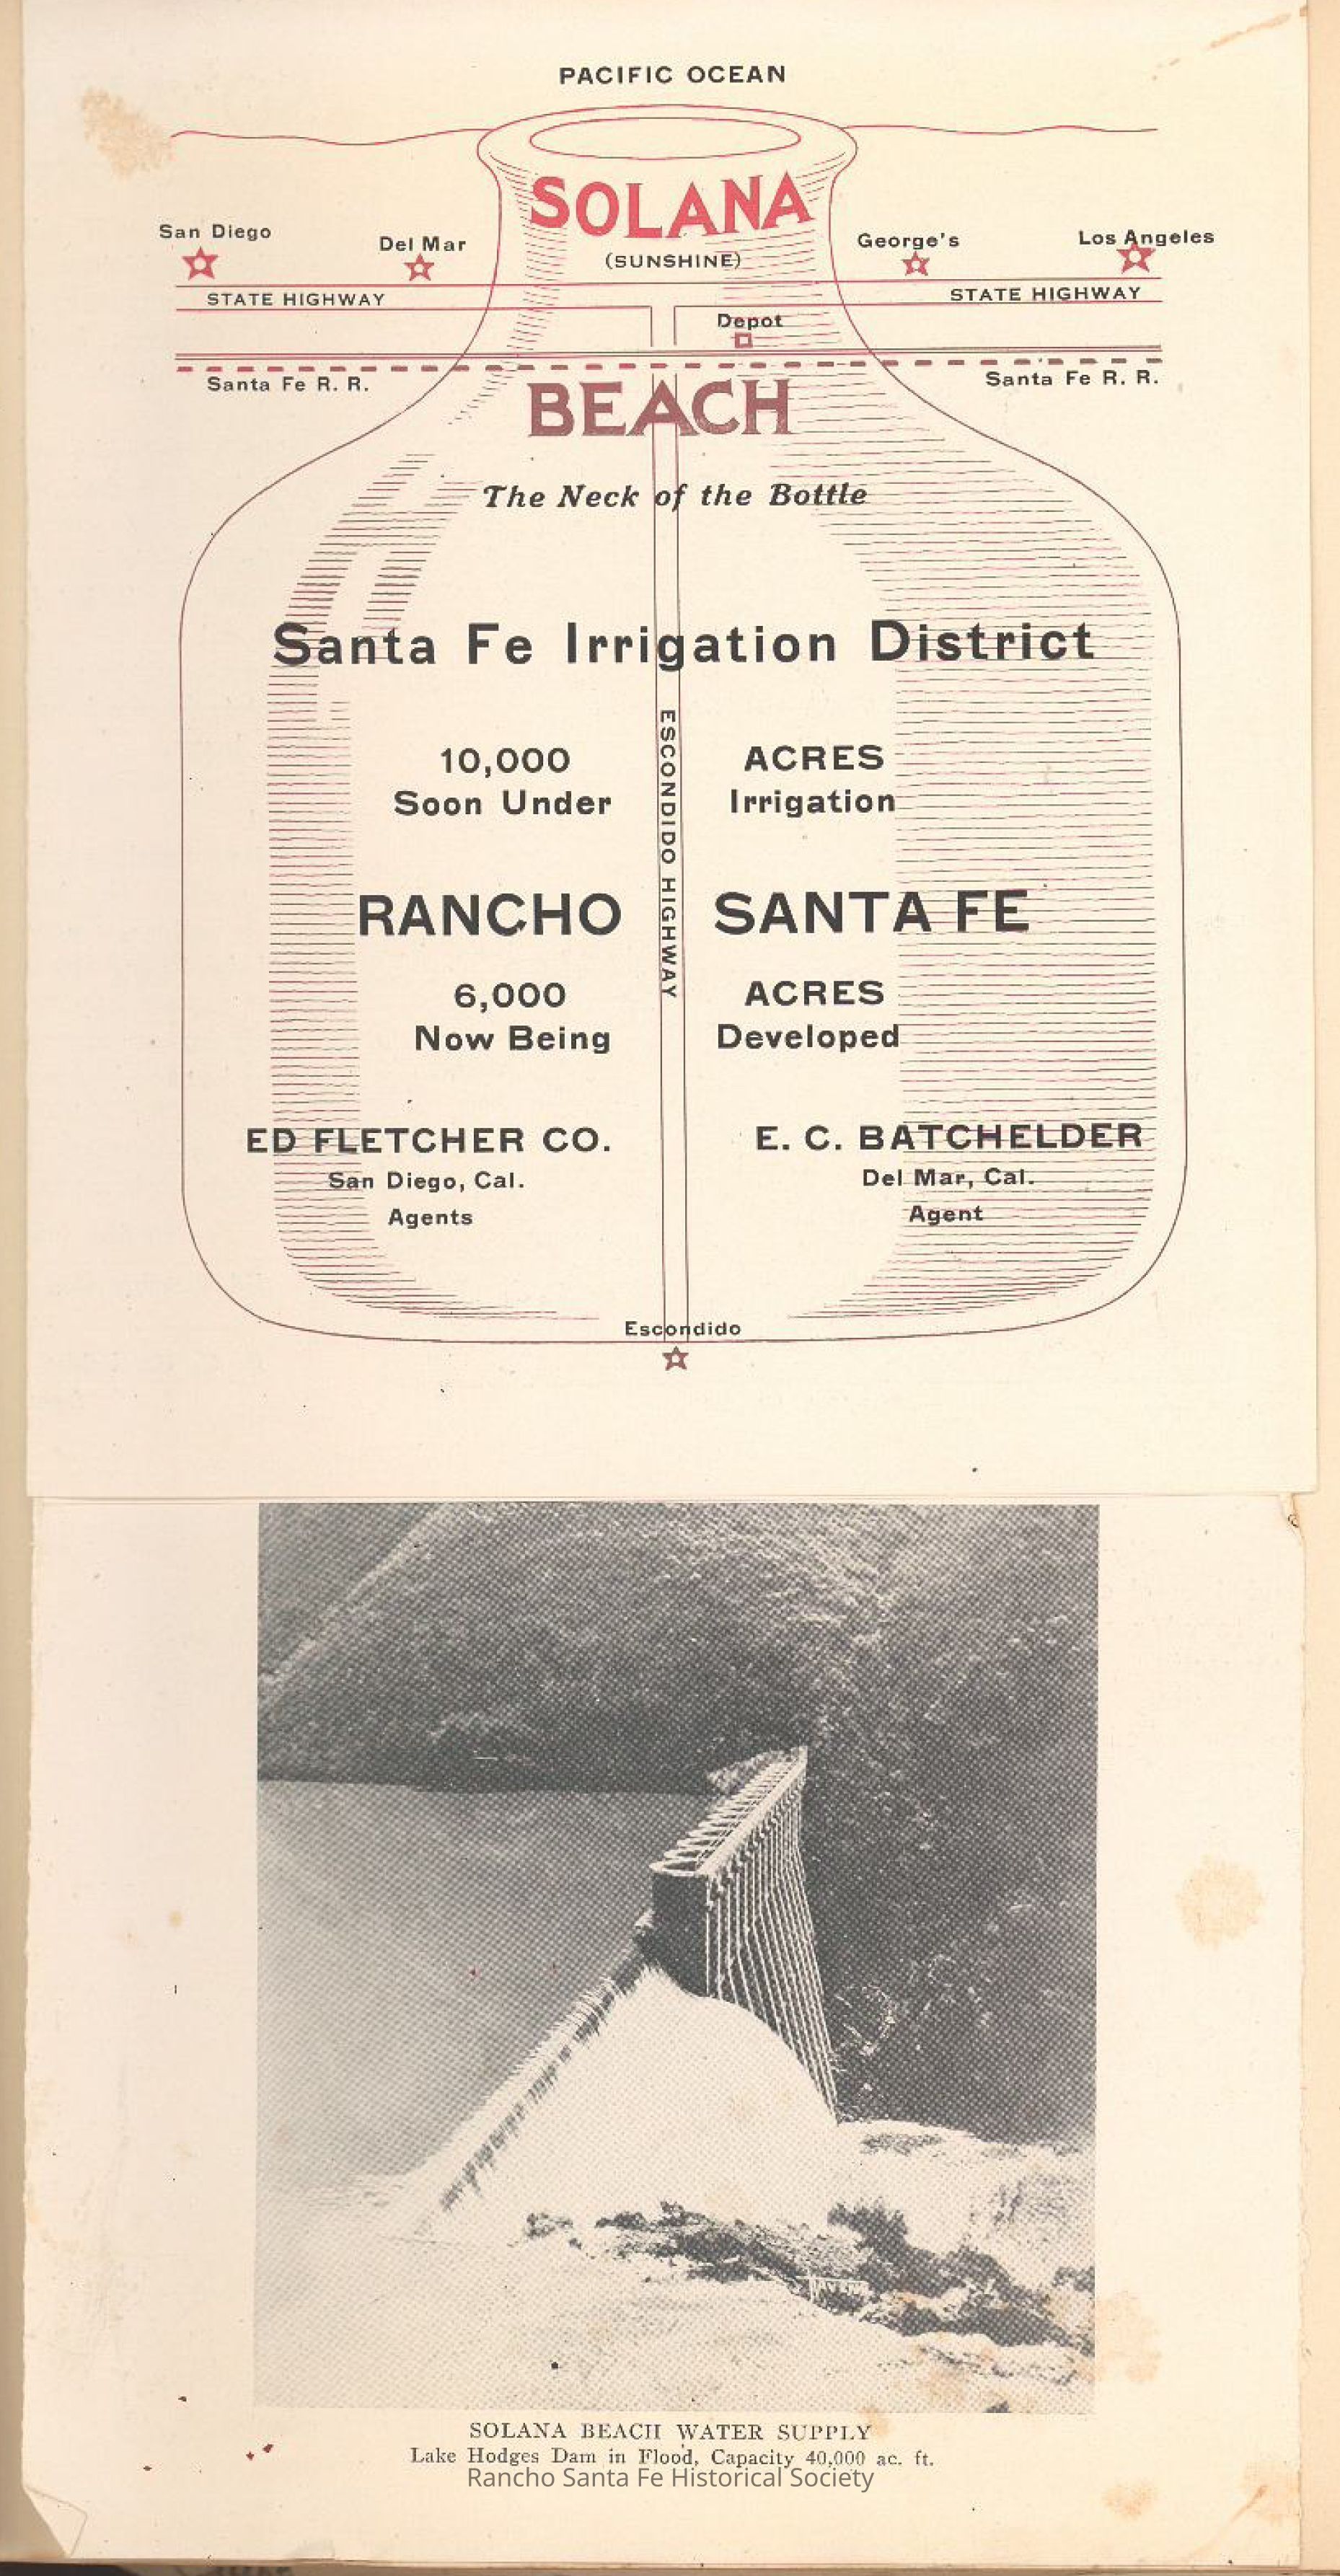 PACIFIC OCEAN
SOLANA
(SUNSHINE)
San Diego
Del Mar
George's
Los Angeles
STATE HIGHWAY
STATE HIGHWAY
Depot
Santa Fe R. R.
Santa Fe R. R.
BEACH
The Neck of the Bottle
Santa Fe Irrigation District
ESCONDIDO HIGHWAY
10,000 ACRES
Soon Under Irrigation
RANCHO SANTA FE
6,000 ACRES
Now Being Developed
ED FLETCHER CO.
San Diego, Cal.
Agents
E. C. BATCHELDER
Del Mar, Cal.
Agent
Escondido
SOLANA BEACH WATER SUPPLY
Lake Hodges Dam in Flood, Capacity 40,000 ac. ft.
Rancho Santa Fe Historical Society